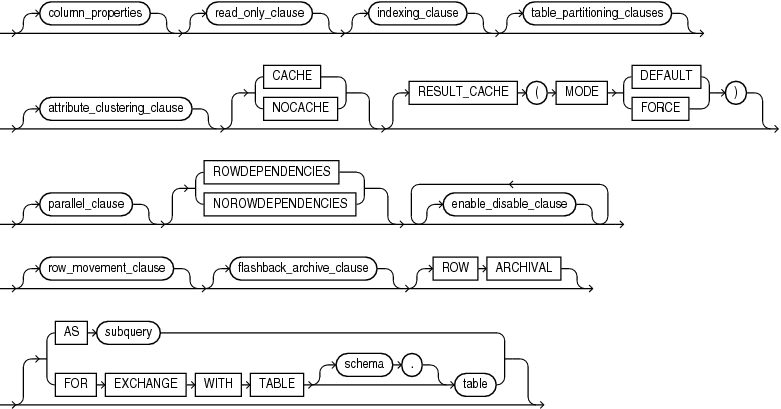 column_properties read_only_clause indexing_clause table_partitioning_clauses
CACHE DEFAULT
attribute_clustering_clause RESULT_CACHE ( MODE )
NOCACHE FORCE
ROWDEPENDENCIES
parallel_clause enable_disable_clause
NOROWDEPENDENCIES
row_movement_clause flashback_archive_clause ROW ARCHIVAL
AS subquery
schema .
FOR EXCHANGE WITH TABLE table